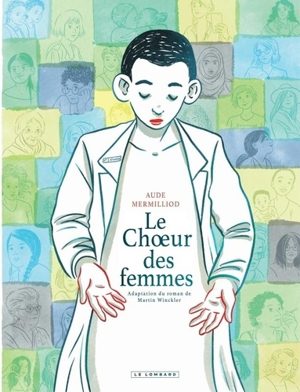 AUDE
MERMILLIOD
Le Chœur
des
femmes
Adaptation du roman de
Martin Winckler
LE LOMBARD